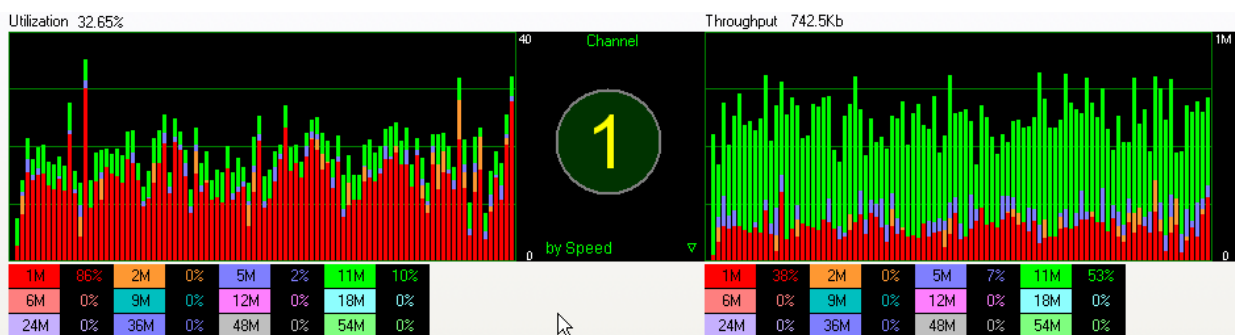 Utilization 32.65%
Throughput 742.5Kb
40
Channel
1M
1
0
by Speed
0
1M 86% 2M 0% 5M 2% 11M 10%
1M 38% 2M 0% 5M 7% 11M 53%
6M 0% 9M 0% 12M 0% 18M 0%
6M 0% 9M 0% 12M 0% 18M 0%
24M 0% 36M 0% 48M 0% 54M 0%
24M 0% 36M 0% 48M 0% 54M 0%